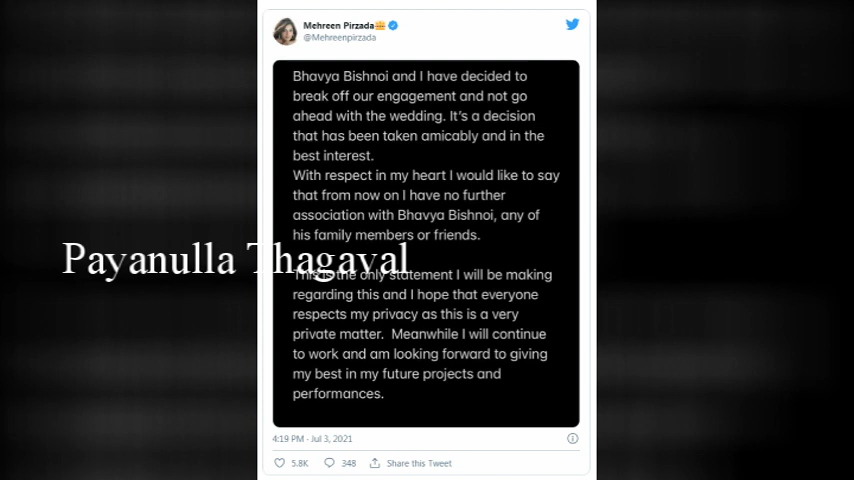 Mehreen Pirzada
@Mehreenpirzada
Bhavya Bishnoi and I have decided to
break off our engagement and not go
ahead with the wedding. It's a decision
that has been taken amicably and in the
best interest.
With respect in my heart I would like to say
that from now on I have no further
association with Bhavya Bishnoi, any of
his family members or friends.
Payanulla Thagaval
This is the only statement I will be making
regarding this and I hope that everyone
respects my privacy as this is a very
private matter. Meanwhile I will continue
to work and am looking forward to giving
my best in my future projects and
performances.
4:19 PM · Jul 3, 2021
5.8K 348 Share this Tweet